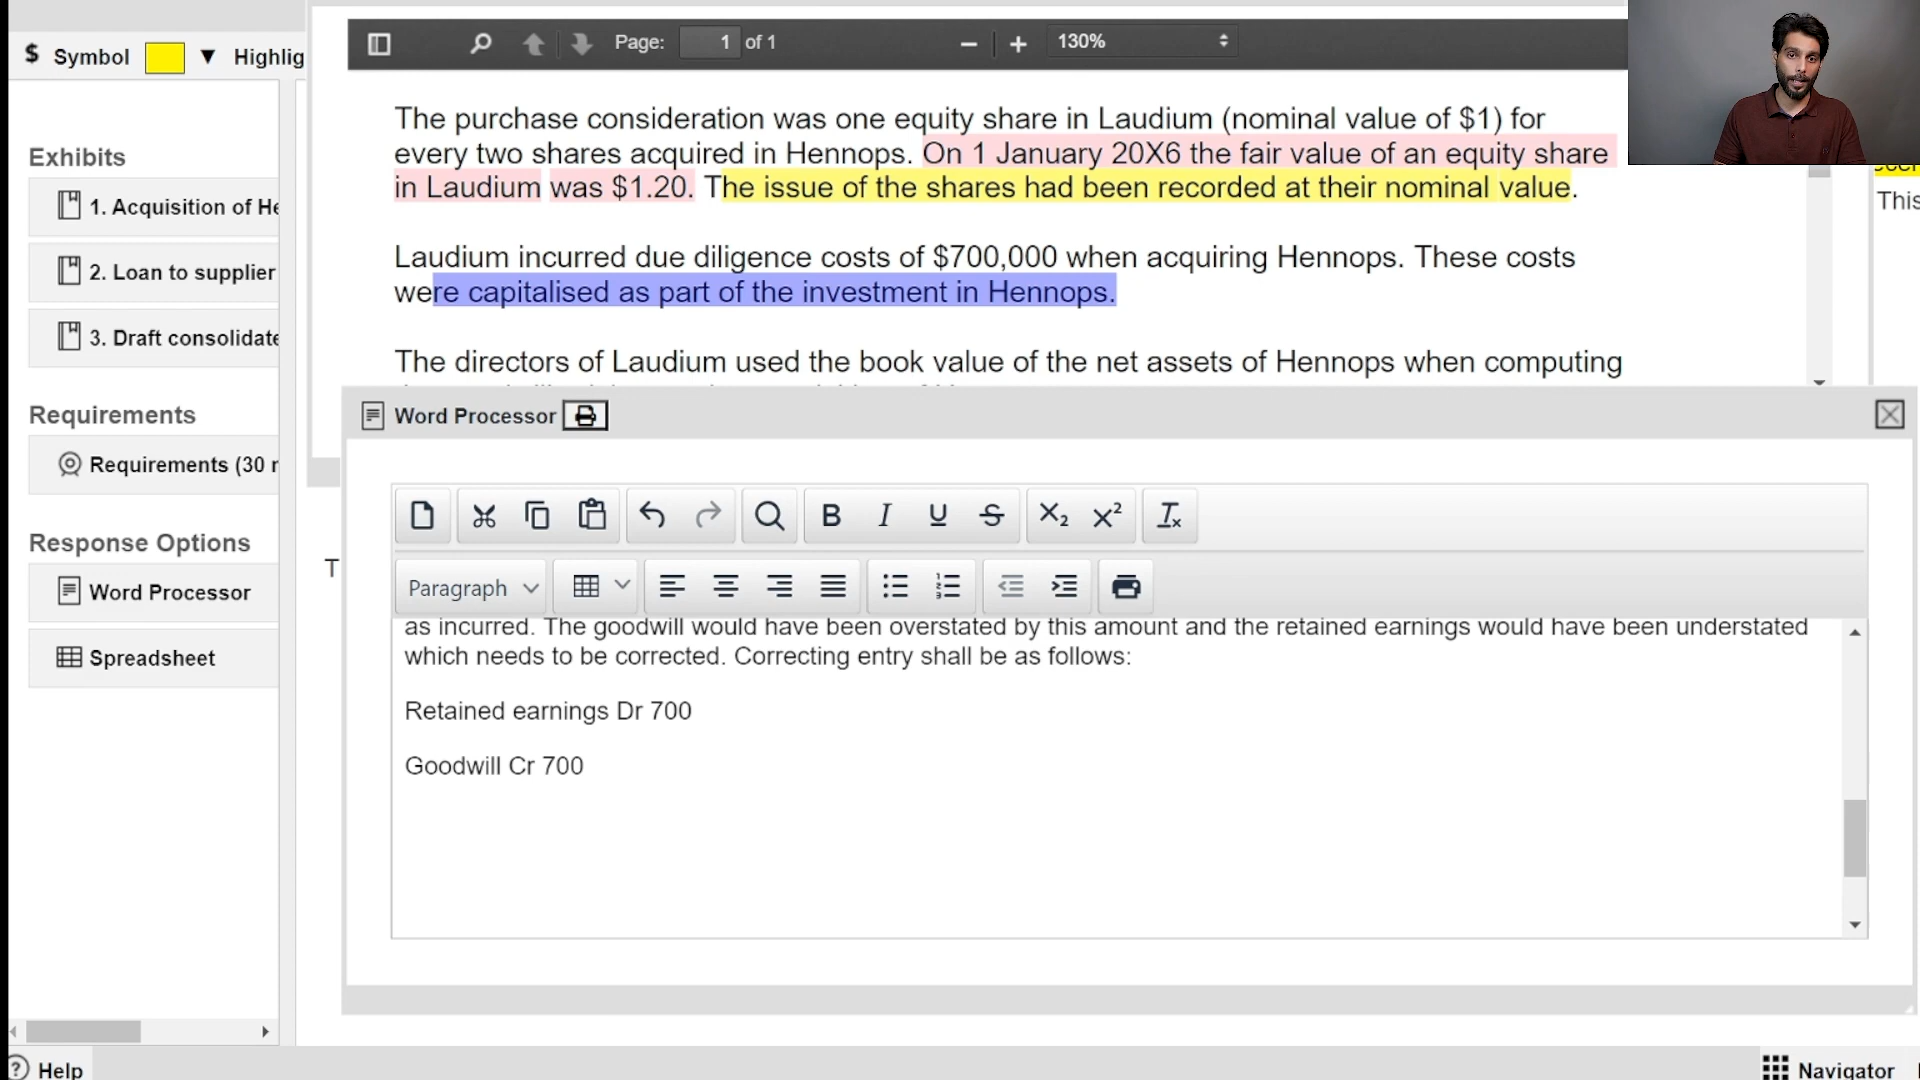 $ Symbol ▼ Highlig
Exhibits
1. Acquisition of He
2. Loan to supplier
3. Draft consolidate
Requirements
Requirements (30 r
Response Options
Word Processor
Spreadsheet
Page: 1 of 1
130%
The purchase consideration was one equity share in Laudium (nominal value of $1) for
every two shares acquired in Hennops. On 1 January 20X6 the fair value of an equity share
in Laudium was $1.20. The issue of the shares had been recorded at their nominal value.
Laudium incurred due diligence costs of $700,000 when acquiring Hennops. These costs
were capitalised as part of the investment in Hennops.
The directors of Laudium used the book value of the net assets of Hennops when computing
This
T
Word Processor
B I U S X₂ X²
Paragraph
as incurred. The goodwill would have been overstated by this amount and the retained earnings would have been understated
which needs to be corrected. Correcting entry shall be as follows:
Retained earnings Dr 700
Goodwill Cr 700
Help
Navigator